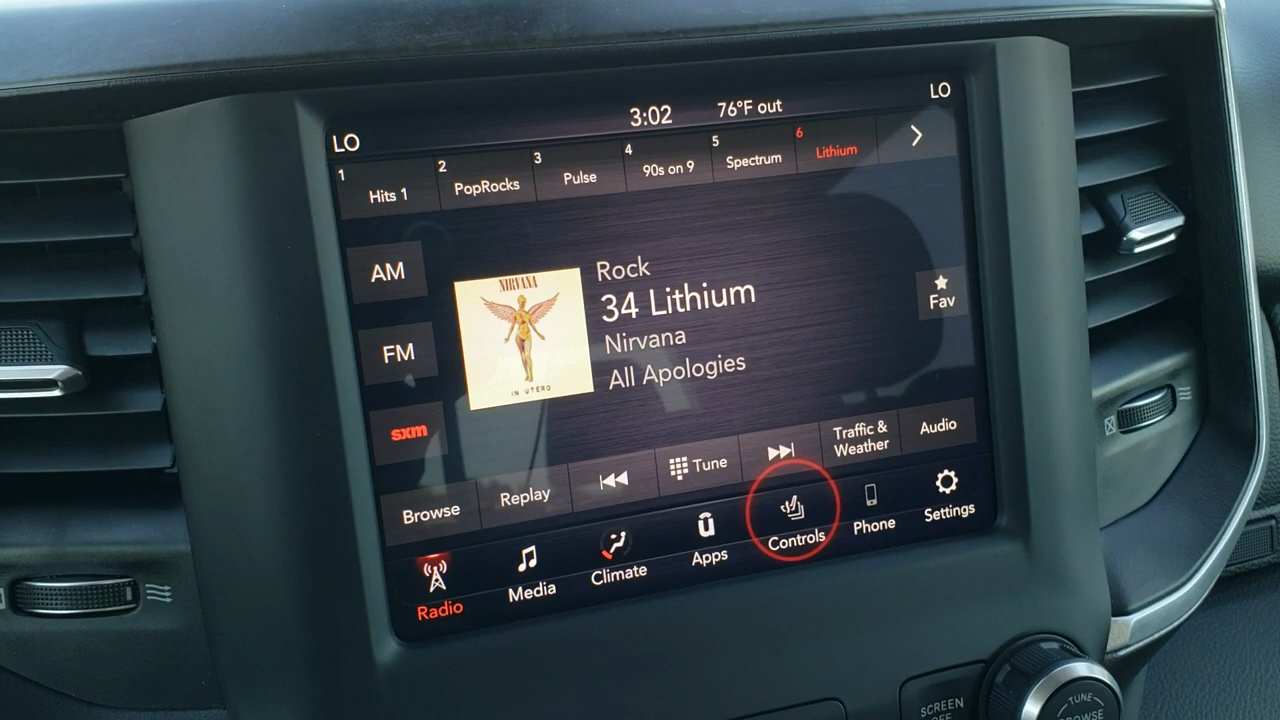 LO
3:02
76°F out
LO
1 Hits 1
2 PopRocks
3 Pulse
4 90s on 9
5 Spectrum
6 Lithium
AM
FM
sxm
NIRVANA
IN UTERO
Rock
34 Lithium
Nirvana
All Apologies
Fav
Browse
Replay
Tune
Traffic &
Weather
Audio
Radio
Media
Climate
Apps
Controls
Phone
Settings
SCREEN
OFF
TUNE
BROWSE